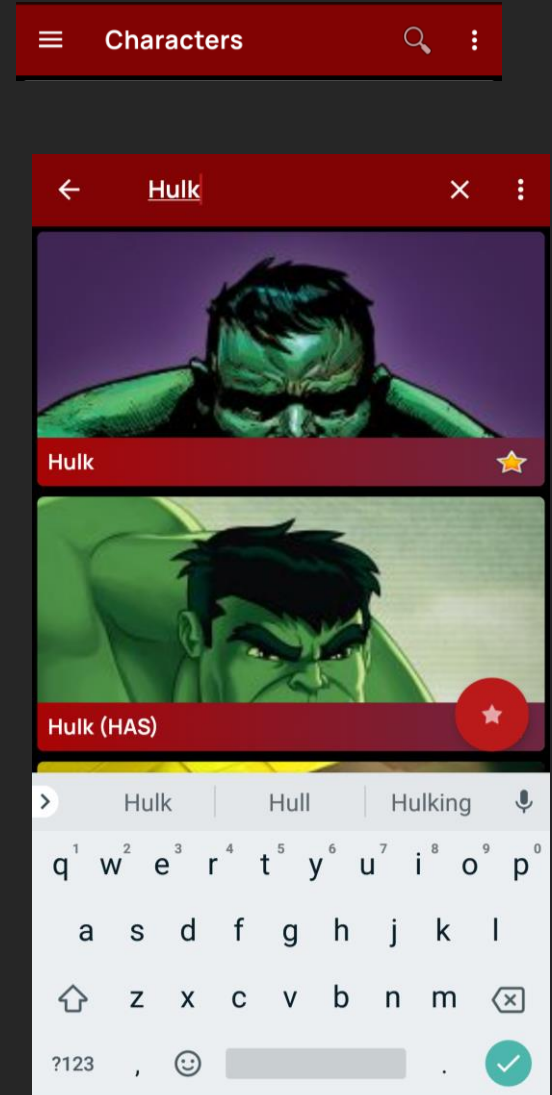 Characters
Hulk
Hulk
Hulk (HAS)
Hulk Hull Hulking
1 2 3 4 5 6 7 8 9 0
q w e r t y u i o p
a s d f g h j k l
z x c v b n m
?123 , .